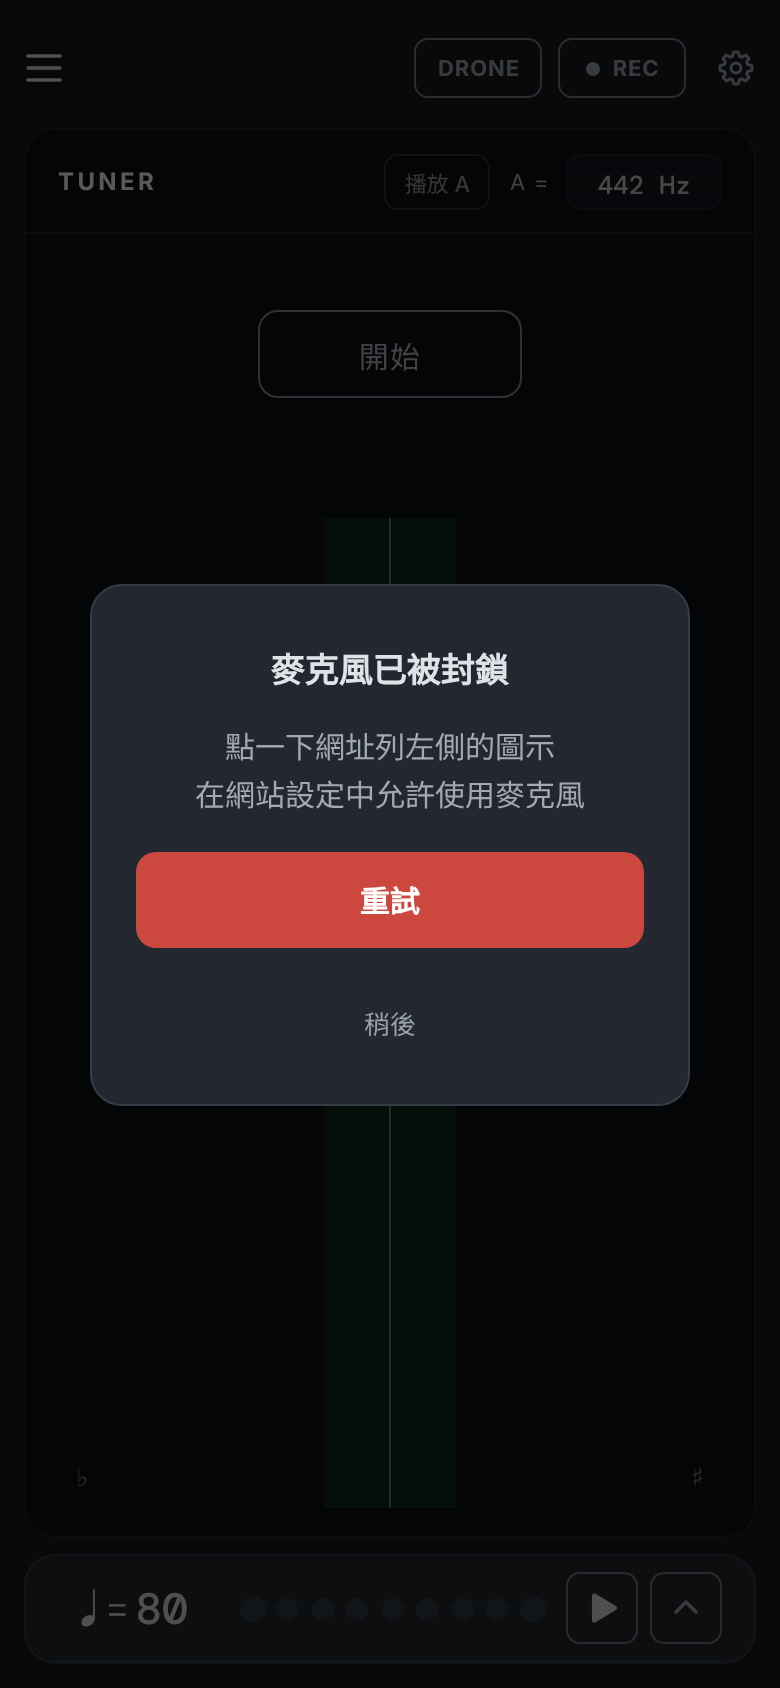 DRONE
REC
TUNER
播放 A
A =
442 Hz
開始
麥克風已被封鎖
點一下網址列左側的圖示
在網站設定中允許使用麥克風
重試
稍後
♭
♯
♩ = 80